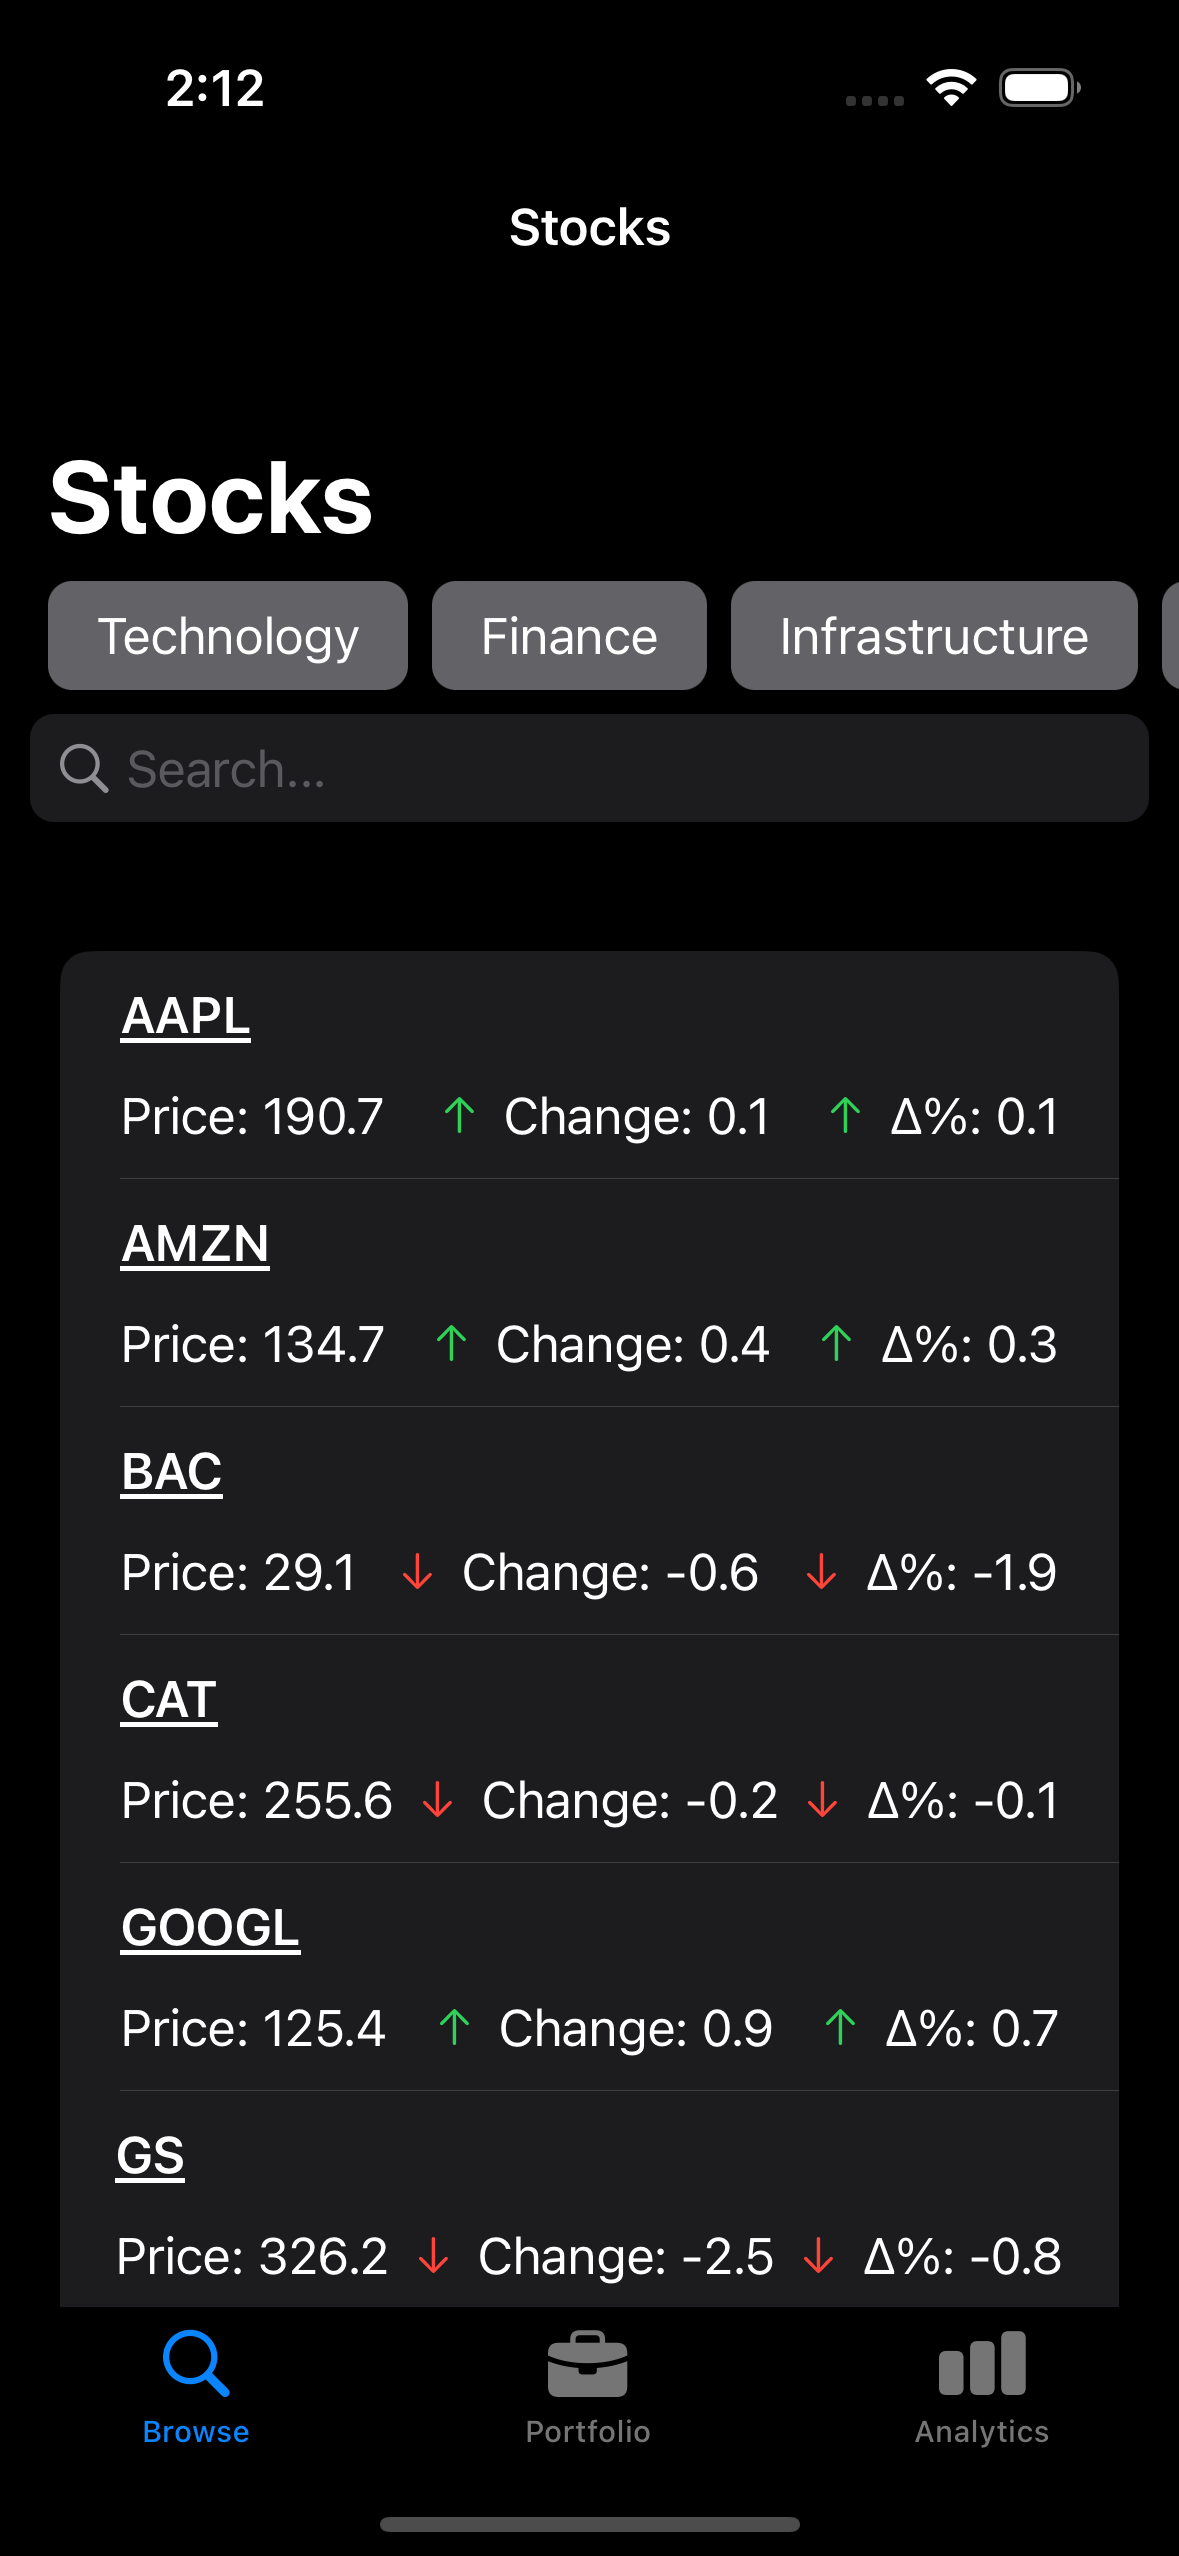 2:12
Stocks
Stocks
Technology Finance Infrastructure
Search...
AAPL
Price: 190.7 ↑ Change: 0.1 ↑ Δ%: 0.1
AMZN
Price: 134.7 ↑ Change: 0.4 ↑ Δ%: 0.3
BAC
Price: 29.1 ↓ Change: -0.6 ↓ Δ%: -1.9
CAT
Price: 255.6 ↓ Change: -0.2 ↓ Δ%: -0.1
GOOGL
Price: 125.4 ↑ Change: 0.9 ↑ Δ%: 0.7
GS
Price: 326.2 ↓ Change: -2.5 ↓ Δ%: -0.8
Browse Portfolio Analytics